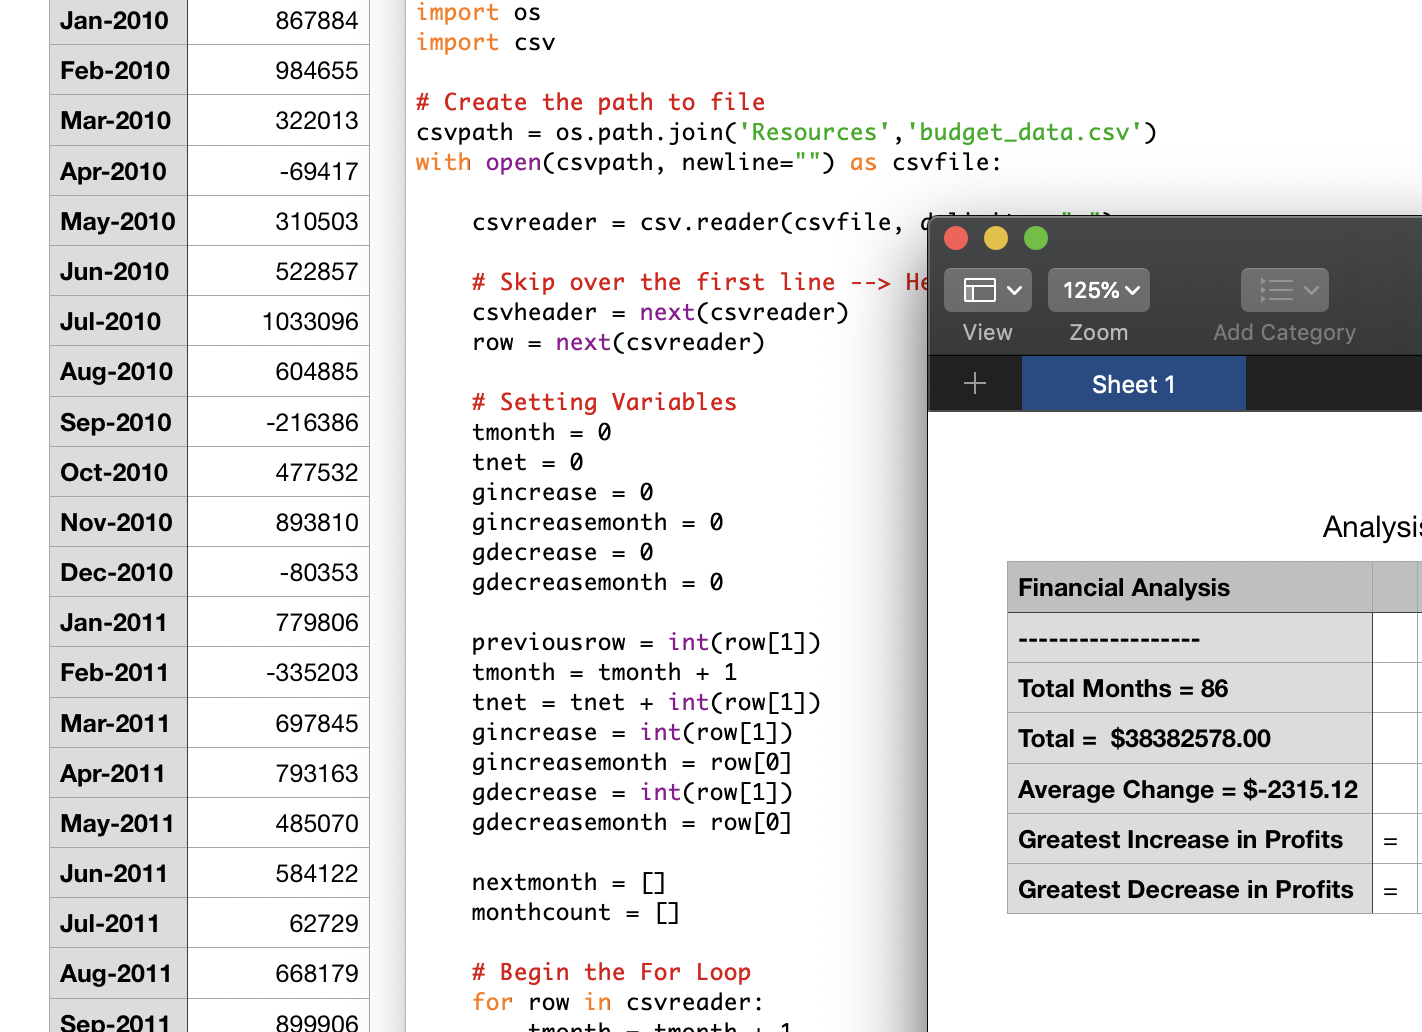 Jan-2010 867884
Feb-2010 984655
Mar-2010 322013
Apr-2010 -69417
May-2010 310503
Jun-2010 522857
Jul-2010 1033096
Aug-2010 604885
Sep-2010 -216386
Oct-2010 477532
Nov-2010 893810
Dec-2010 -80353
Jan-2011 779806
Feb-2011 -335203
Mar-2011 697845
Apr-2011 793163
May-2011 485070
Jun-2011 584122
Jul-2011 62729
Aug-2011 668179
Sep-2011 899906
import os
import csv
# Create the path to file
csvpath = os.path.join('Resources','budget_data.csv')
with open(csvpath, newline="") as csvfile:
csvreader = csv.reader(csvfile,
# Skip over the first line --> He
csvheader = next(csvreader)
row = next(csvreader)
# Setting Variables
tmonth = 0
tnet = 0
gincrease = 0
gincreasemonth = 0
gdecrease = 0
gdecreasemonth = 0
previousrow = int(row[1])
tmonth = tmonth + 1
tnet = tnet + int(row[1])
gincrease = int(row[1])
gincreasemonth = row[0]
gdecrease = int(row[1])
gdecreasemonth = row[0]
nextmonth = []
monthcount = []
# Begin the For Loop
for row in csvreader:
tmonth = tmonth + 1
125%
View Zoom Add Category
+ Sheet 1
Analysis
Financial Analysis
------------------
Total Months = 86
Total = $38382578.00
Average Change = $-2315.12
Greatest Increase in Profits =
Greatest Decrease in Profits =